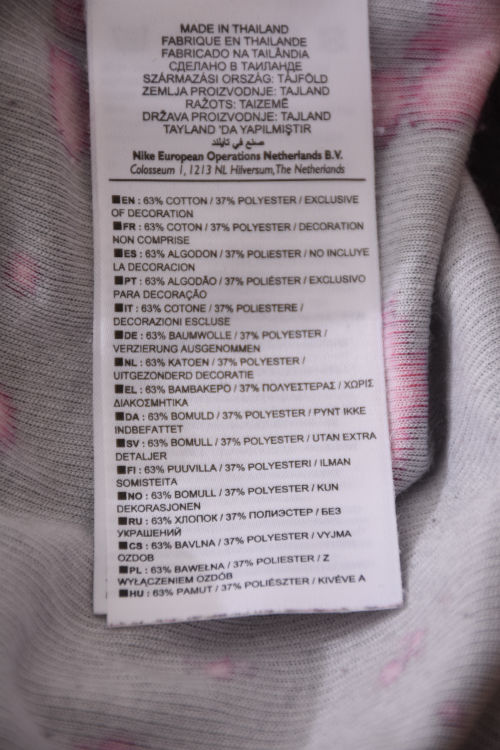 MADE IN THAILAND
FABRIQUE EN THAILANDE
FABRICADO NA TAILÂNDIA
СДЕЛАНО В ТАИЛАНДЕ
SZÁRMAZÁSI ORSZÁG: TÁJFÖLD
ZEMLJA PROIZVODNJE: TAJLAND
RAŽOTS: TAIZEMĒ
DRŽAVA PROIZVODNJE: TAJLAND
TAYLAND 'DA YAPILMIŞTIR
صنع في تايلند
Nike European Operations Netherlands B.V.
Colosseum 1, 1213 NL Hilversum, The Netherlands
EN : 63% COTTON / 37% POLYESTER / EXCLUSIVE
OF DECORATION
FR : 63% COTON / 37% POLYESTER / DECORATION
NON COMPRISE
ES : 63% ALGODON / 37% POLIESTER / NO INCLUYE
LA DECORACION
PT : 63% ALGODÃO / 37% POLIÉSTER / EXCLUSIVO
PARA DECORAÇÃO
IT : 63% COTONE / 37% POLIESTERE /
DECORAZIONI ESCLUSE
DE : 63% BAUMWOLLE / 37% POLYESTER /
VERZIERUNG AUSGENOMMEN
NL : 63% KATOEN / 37% POLYESTER /
UITGEZONDERD DECORATIE
EL : 63% ΒΑΜΒΑΚΕΡΟ / 37% ΠΟΛΥΕΣΤΕΡΑΣ / ΧΩΡΙΣ
ΔΙΑΚΟΣΜΗΤΙΚΑ
DA : 63% BOMULD / 37% POLYESTER / PYNT IKKE
INDBEFATTET
SV : 63% BOMULL / 37% POLYESTER / UTAN EXTRA
DETALJER
FI : 63% PUUVILLA / 37% POLYESTERI / ILMAN
SOMISTEITA
NO : 63% BOMULL / 37% POLYESTER / KUN
DEKORASJONEN
RU : 63% ХЛОПОК / 37% ПОЛИЭСТЕР / БЕЗ
УКРАШЕНИЙ
CS : 63% BAVLNA / 37% POLYESTER / VYJMA
OZDOB
PL : 63% BAWEŁNA / 37% POLIESTER / Z
WYŁĄCZENIEM OZDÓB
HU : 63% PAMUT / 37% POLIÉSZTER / KIVÉVE A